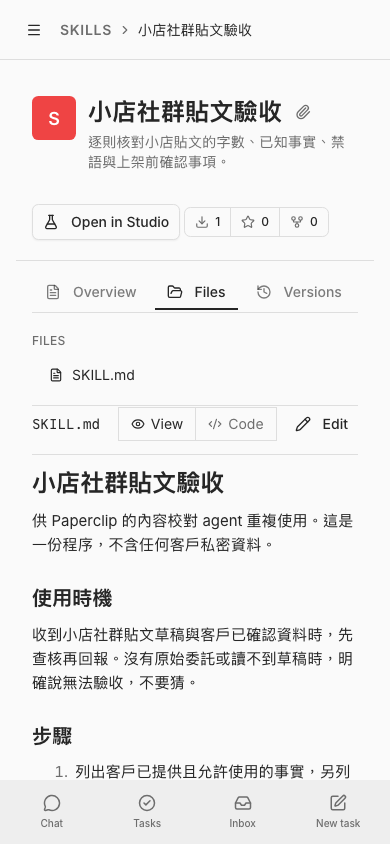 SKILLS > 小店社群貼文驗收
S
小店社群貼文驗收
逐則核對小店貼文的字數、已知事實、禁
語與上架前確認事項。
Open in Studio 1 0 0
Overview Files Versions
FILES
SKILL.md
SKILL.md View Code Edit
小店社群貼文驗收
供 Paperclip 的內容校對 agent 重複使用。這是
一份程序，不含任何客戶私密資料。
使用時機
收到小店社群貼文草稿與客戶已確認資料時，先
查核再回報。沒有原始委託或讀不到草稿時，明
確說無法驗收，不要猜。
步驟
1. 列出客戶已提供且允許使用的事實，另列
Chat Tasks Inbox New task